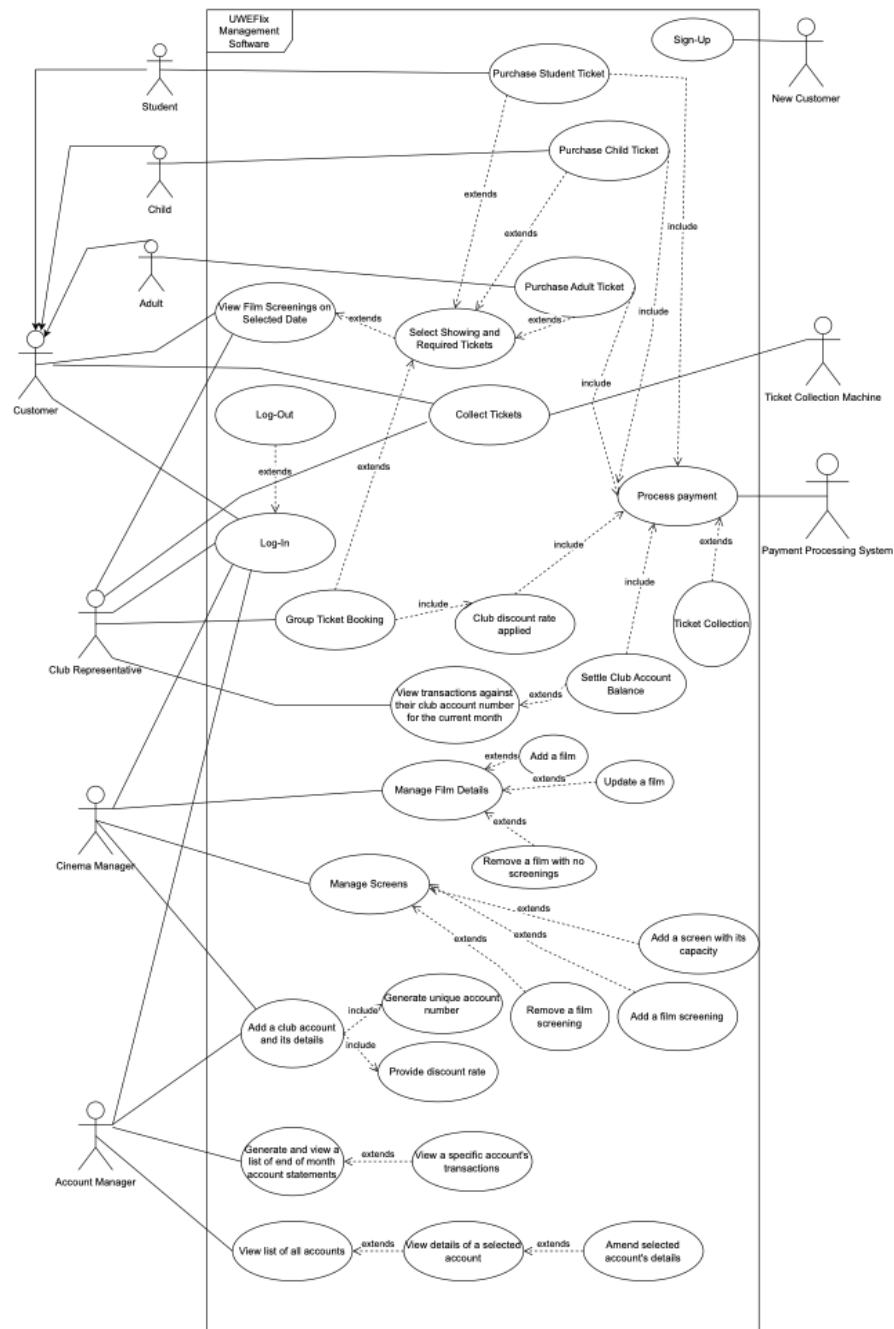 UWEFlix
Management
Software
Sign-Up
New Customer
Student
Purchase Student Ticket
Child
Purchase Child Ticket
extends
include
extends
Adult
Purchase Adult Ticket
View Film Screenings on
Selected Date
extends
Select Showing and
Required Tickets
extends
include
Customer
Ticket Collection Machine
Log-Out
Collect Tickets
extends
extends
include
Process payment
Payment Processing System
Log-In
extends
include
include
Group Ticket Booking
include
Club discount rate
applied
Ticket Collection
Club Representative
Settle Club Account
Balance
View transactions against
their club account number
for the current month
extends
extends
Add a film
extends
Update a film
Manage Film Details
extends
Cinema Manager
Remove a film with no
screenings
Manage Screens
extends
extends
extends
Add a screen with its
capacity
Generate unique account
number
Remove a film
screening
Add a film screening
Add a club account
and its details
include
include
Provide discount rate
Account Manager
Generate and view a
list of end of month
account statements
extends
View a specific account's
transactions
View list of all accounts
extends
View details of a selected
account
extends
Amend selected
account's details